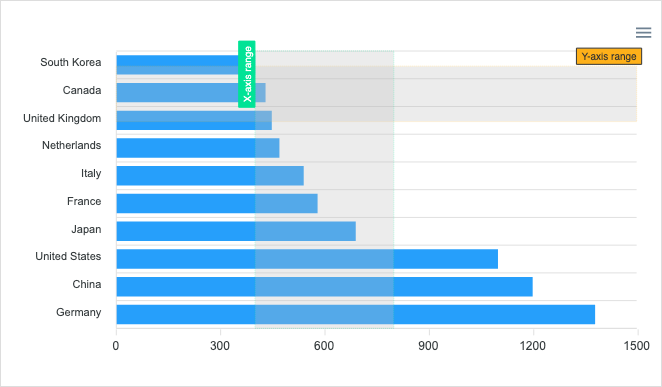 Y-axis range
X-axis range
South Korea
Canada
United Kingdom
Netherlands
Italy
France
Japan
United States
China
Germany
0 300 600 900 1200 1500